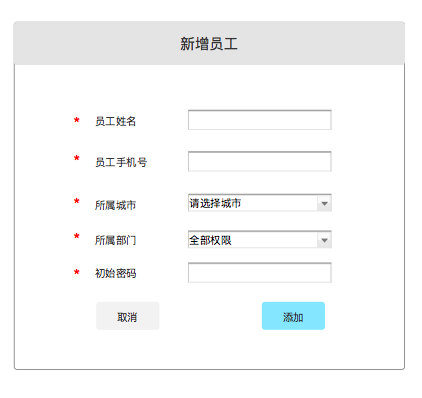 新增员工
* 员工姓名
* 员工手机号
* 所属城市 请选择城市
* 所属部门 全部权限
* 初始密码
取消 添加